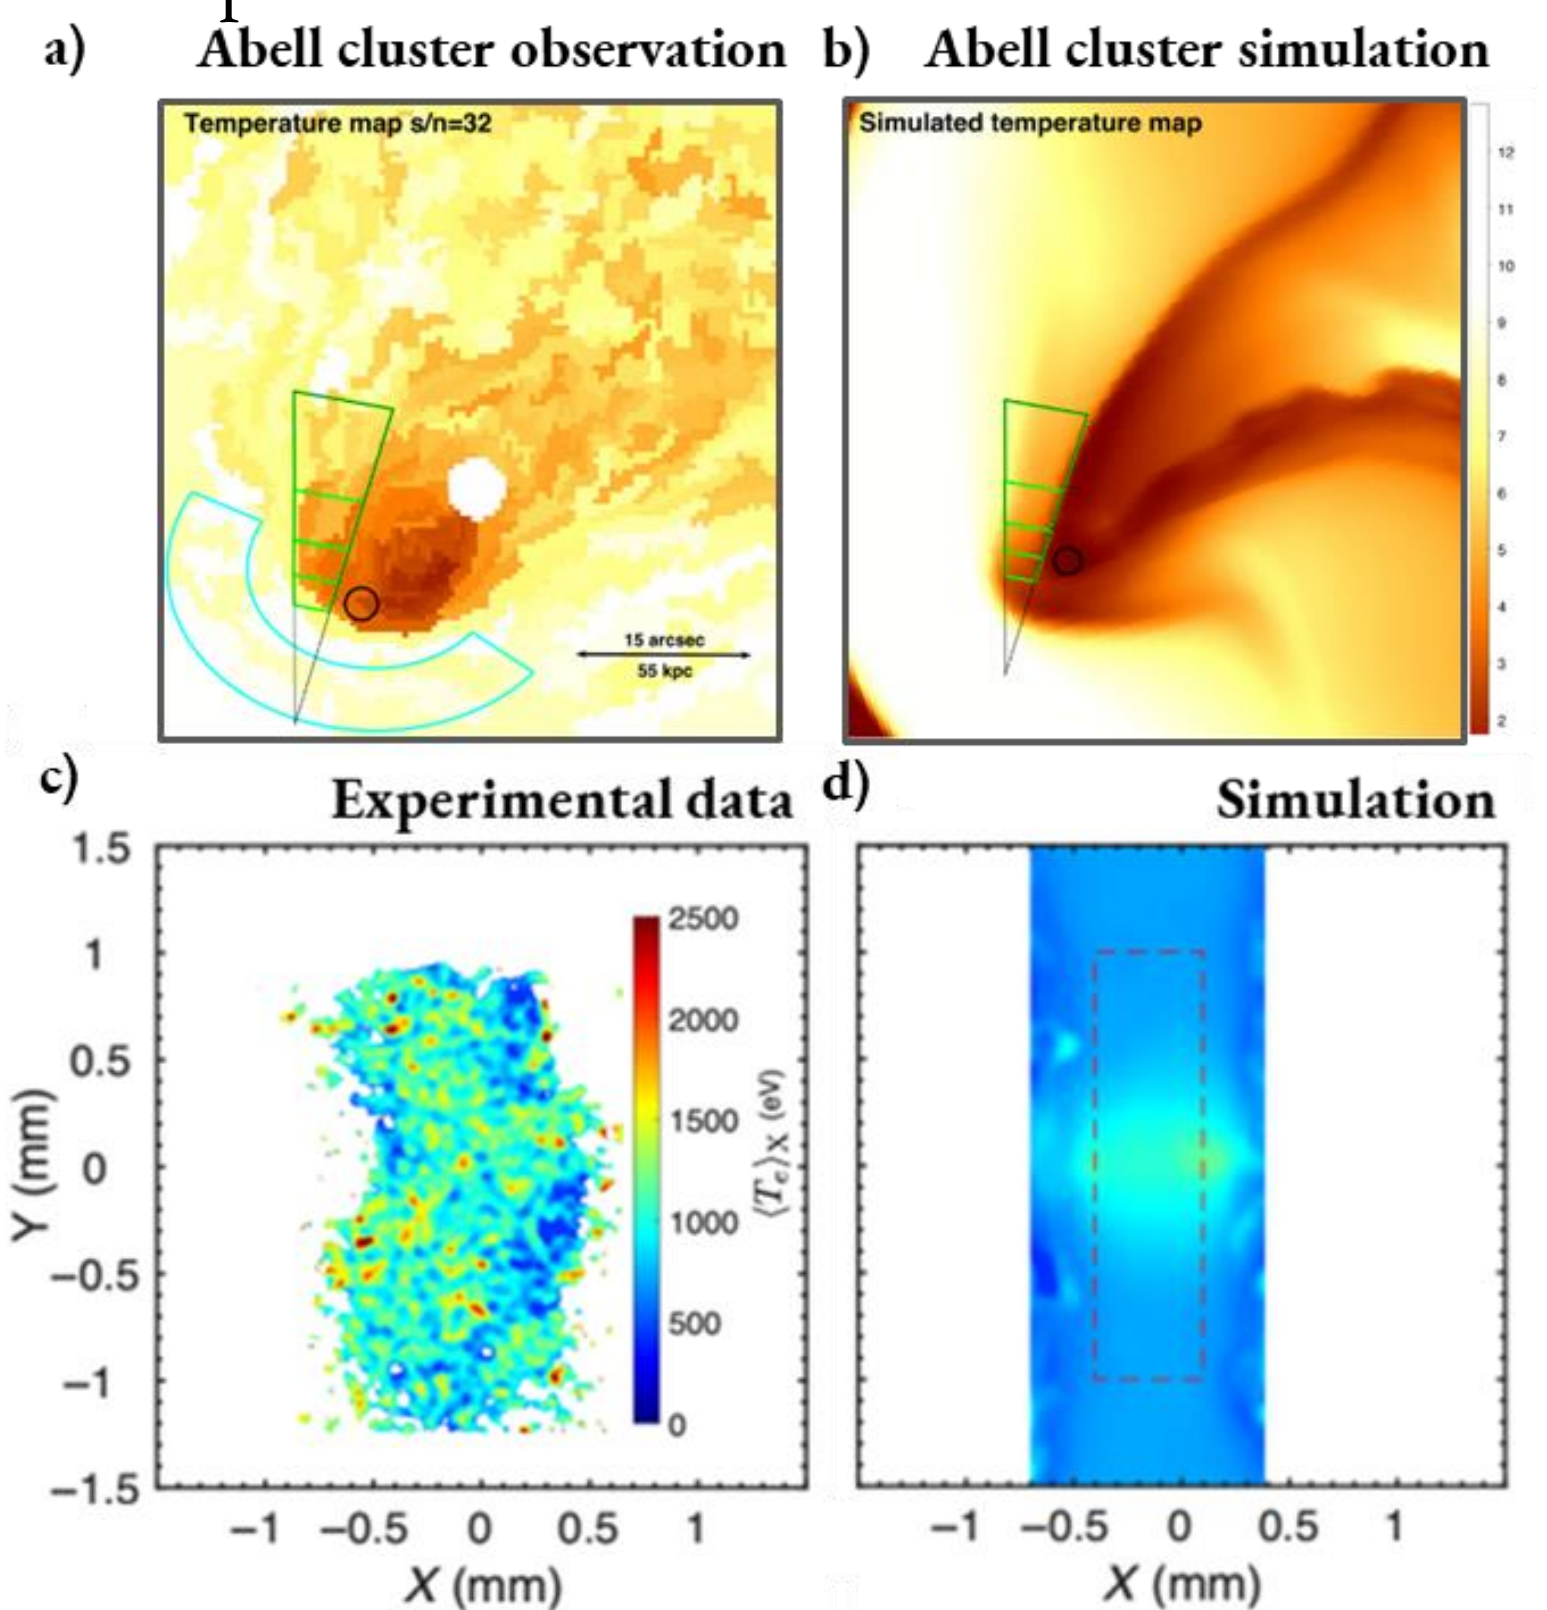 a) Abell cluster observation
b) Abell cluster simulation
Temperature map s/n=32
15 arcsec
55 kpc
Simulated temperature map
12
11
10
9
8
7
6
5
4
3
2
c) Experimental data
d) Simulation
1.5
1
0.5
0
−0.5
−1
−1.5
Y (mm)
2500
2000
1500
1000
500
0
⟨Te⟩X (eV)
−1 −0.5 0 0.5 1
X (mm)
−1 −0.5 0 0.5 1
X (mm)